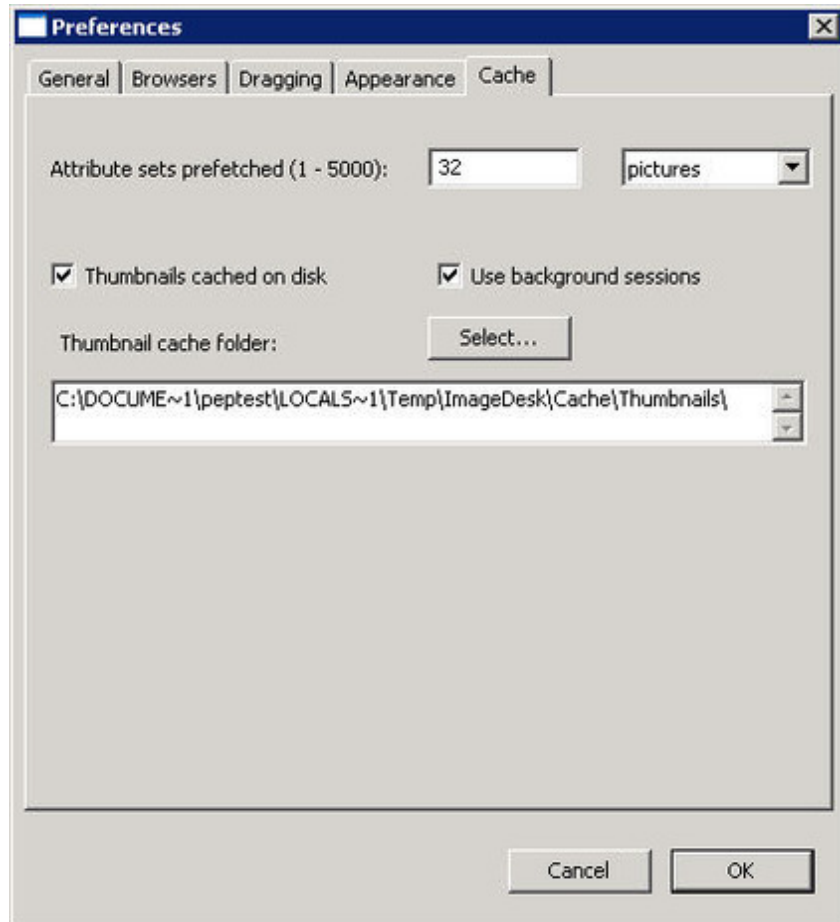 Preferences
General Browsers Dragging Appearance Cache
Attribute sets prefetched (1 - 5000): 32 pictures
Thumbnails cached on disk Use background sessions
Thumbnail cache folder: Select...
C:\DOCUME~1\peptest\LOCALS~1\Temp\ImageDesk\Cache\Thumbnails\
Cancel OK